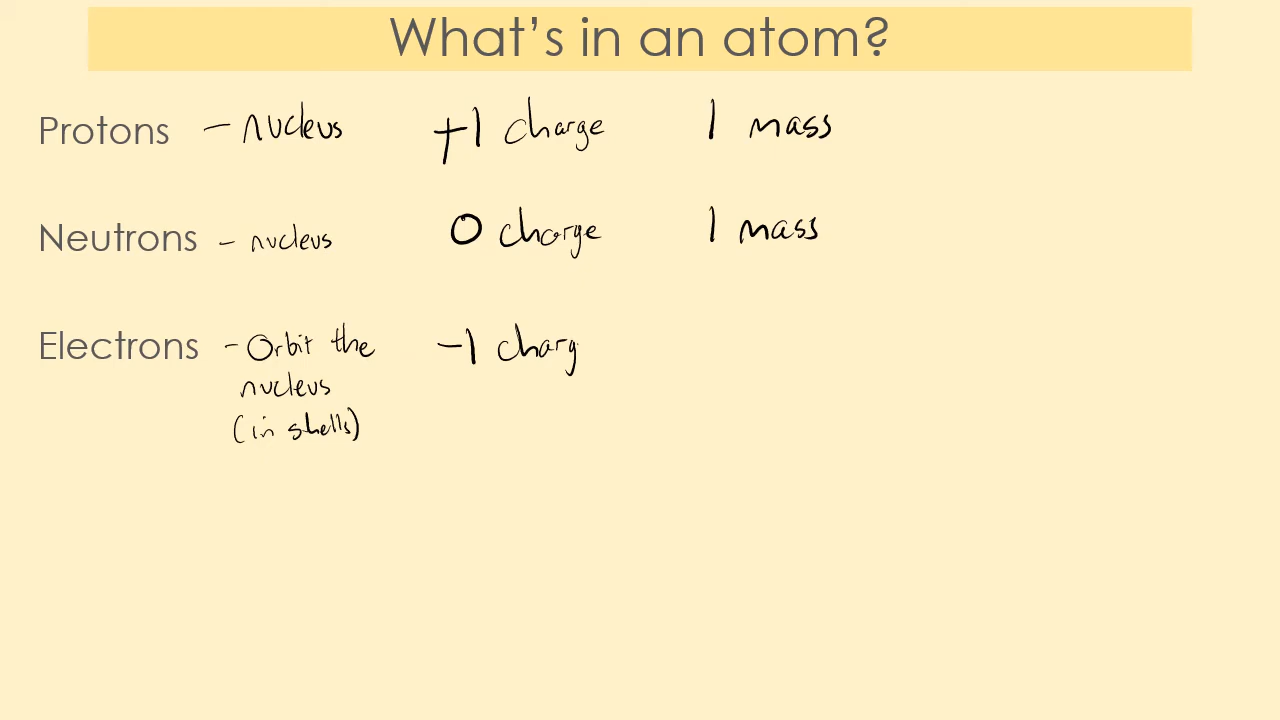 What's in an atom?
Protons - nucleus +1 charge 1 mass
Neutrons - nucleus 0 charge 1 mass
Electrons - Orbit the -1 charg
nucleus
(in shells)